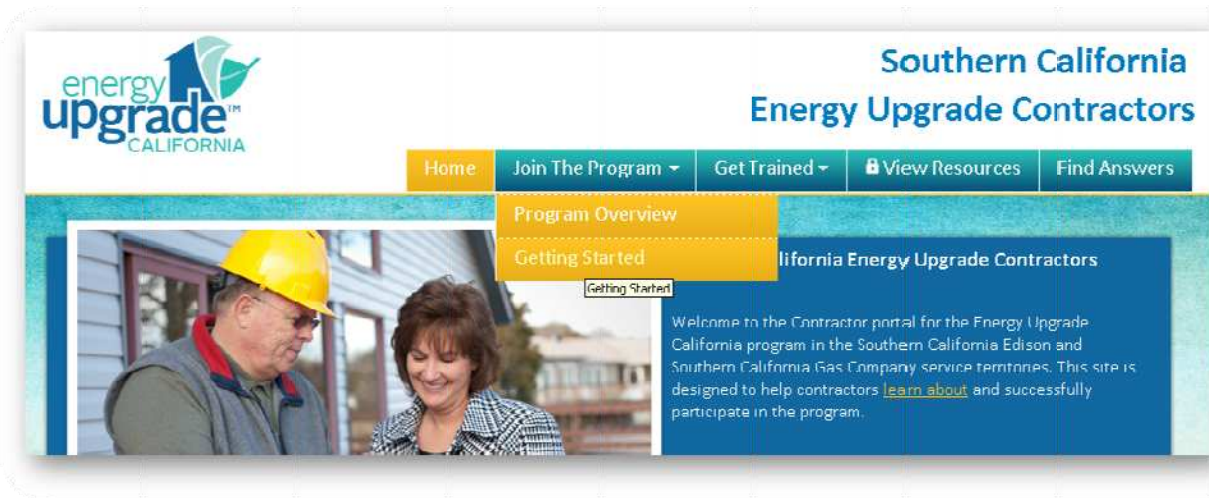 energy
upgrade™
CALIFORNIA
Southern California
Energy Upgrade Contractors
Home
Join The Program
Get Trained
View Resources
Find Answers
Program Overview
Getting Started
Getting Started
lifornia Energy Upgrade Contractors
Welcome to the Contractor portal for the Energy Upgrade
California program in the Southern California Edison and
Southern California Gas Company service territories. This site is
designed to help contractors learn about and successfully
participate in the program.